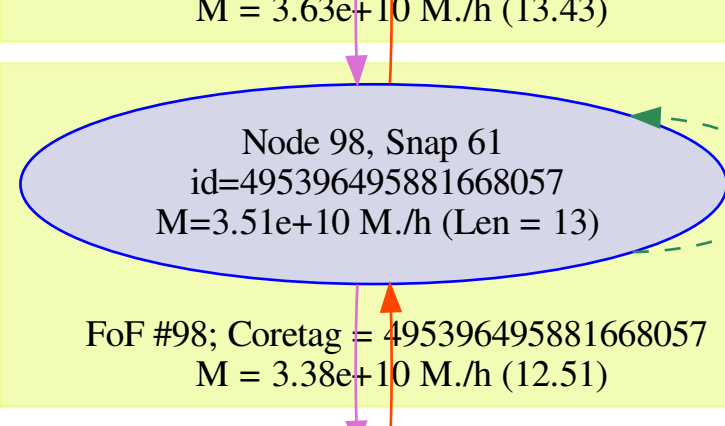 M = 3.63e+10 M./h (13.43)
Node 98, Snap 61
id=495396495881668057
M=3.51e+10 M./h (Len = 13)
FoF #98; Coretag = 495396495881668057
M = 3.38e+10 M./h (12.51)